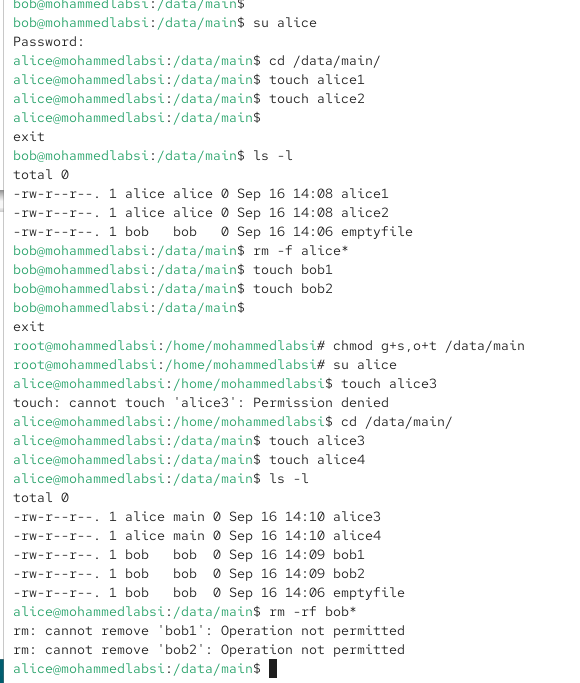 bob@mohammedlabsi:/data/main$
bob@mohammedlabsi:/data/main$ su alice
Password:
alice@mohammedlabsi:/data/main$ cd /data/main/
alice@mohammedlabsi:/data/main$ touch alice1
alice@mohammedlabsi:/data/main$ touch alice2
alice@mohammedlabsi:/data/main$
exit
bob@mohammedlabsi:/data/main$ ls -l
total 0
-rw-r--r--. 1 alice alice 0 Sep 16 14:08 alice1
-rw-r--r--. 1 alice alice 0 Sep 16 14:08 alice2
-rw-r--r--. 1 bob   bob   0 Sep 16 14:06 emptyfile
bob@mohammedlabsi:/data/main$ rm -f alice*
bob@mohammedlabsi:/data/main$ touch bob1
bob@mohammedlabsi:/data/main$ touch bob2
bob@mohammedlabsi:/data/main$
exit
root@mohammedlabsi:/home/mohammedlabsi# chmod g+s,o+t /data/main
root@mohammedlabsi:/home/mohammedlabsi# su alice
alice@mohammedlabsi:/home/mohammedlabsi$ touch alice3
touch: cannot touch 'alice3': Permission denied
alice@mohammedlabsi:/home/mohammedlabsi$ cd /data/main/
alice@mohammedlabsi:/data/main$ touch alice3
alice@mohammedlabsi:/data/main$ touch alice4
alice@mohammedlabsi:/data/main$ ls -l
total 0
-rw-r--r--. 1 alice main 0 Sep 16 14:10 alice3
-rw-r--r--. 1 alice main 0 Sep 16 14:10 alice4
-rw-r--r--. 1 bob   bob  0 Sep 16 14:09 bob1
-rw-r--r--. 1 bob   bob  0 Sep 16 14:09 bob2
-rw-r--r--. 1 bob   bob  0 Sep 16 14:06 emptyfile
alice@mohammedlabsi:/data/main$ rm -rf bob*
rm: cannot remove 'bob1': Operation not permitted
rm: cannot remove 'bob2': Operation not permitted
alice@mohammedlabsi:/data/main$